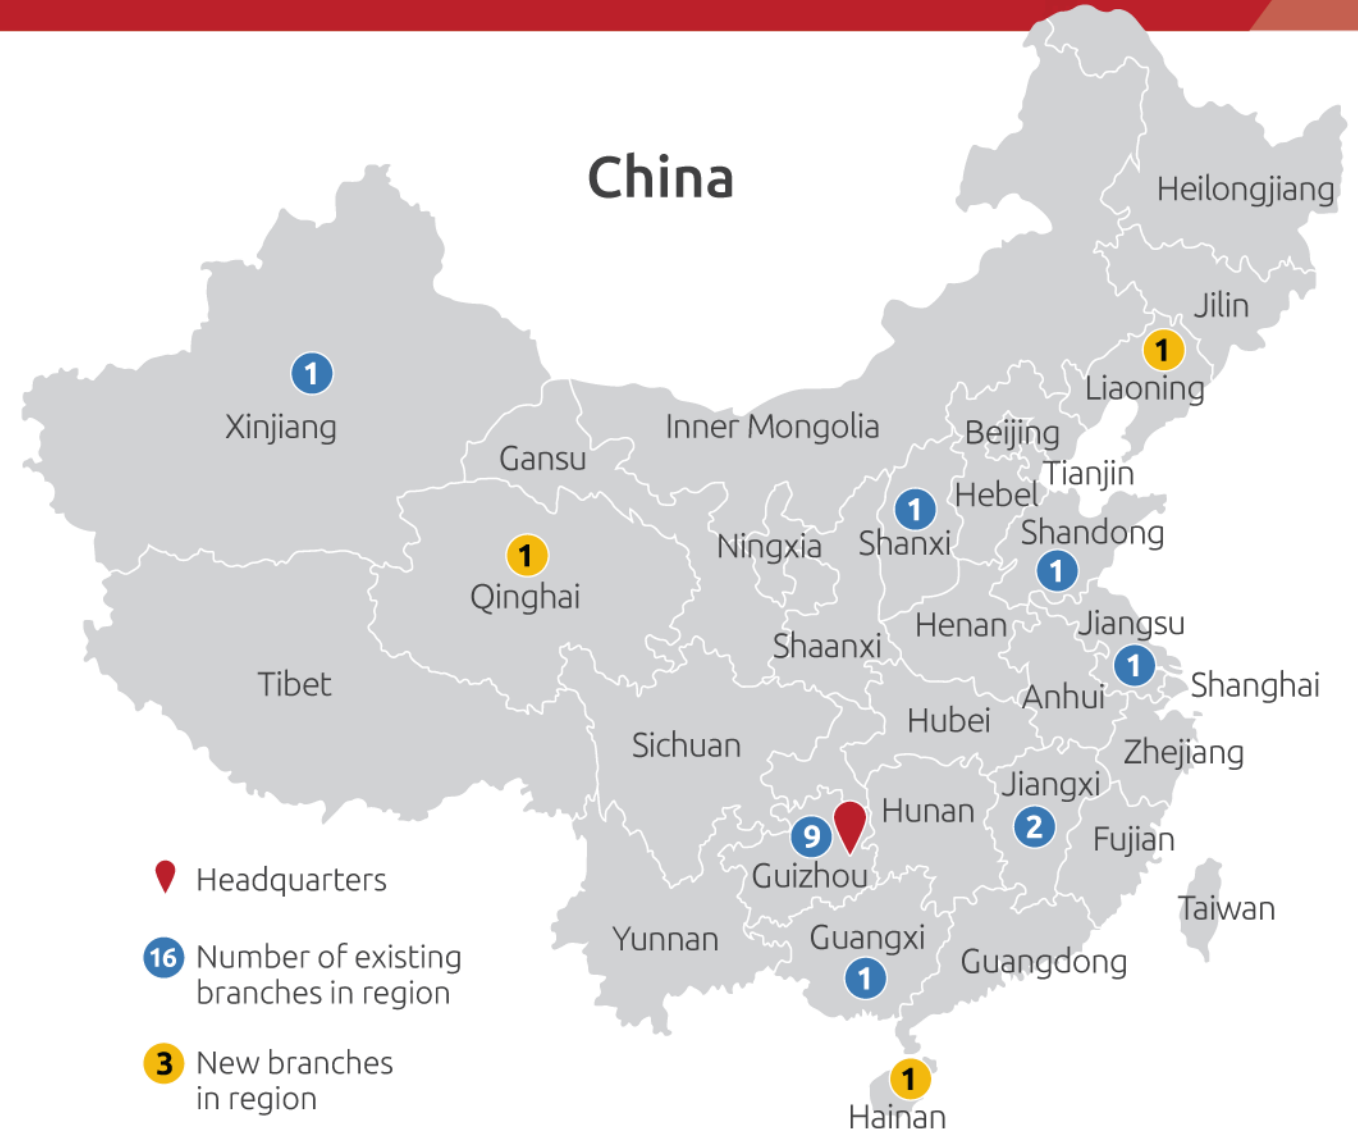 China
Heilongjiang
Jilin
1
Liaoning
1
Xinjiang
Inner Mongolia
Gansu
Beijing
Tianjin
Hebel
1
Shanxi
Shandong
1
Ningxia
1
Qinghai
Henan
Jiangsu
1
Shaanxi
Shanghai
Tibet
Anhui
Hubei
Sichuan
Zhejiang
Jiangxi
2
Hunan
9
Guizhou
Fujian
Taiwan
Yunnan
Guangxi
1
Guangdong
1
Hainan
Headquarters
16 Number of existing
branches in region
3 New branches
in region